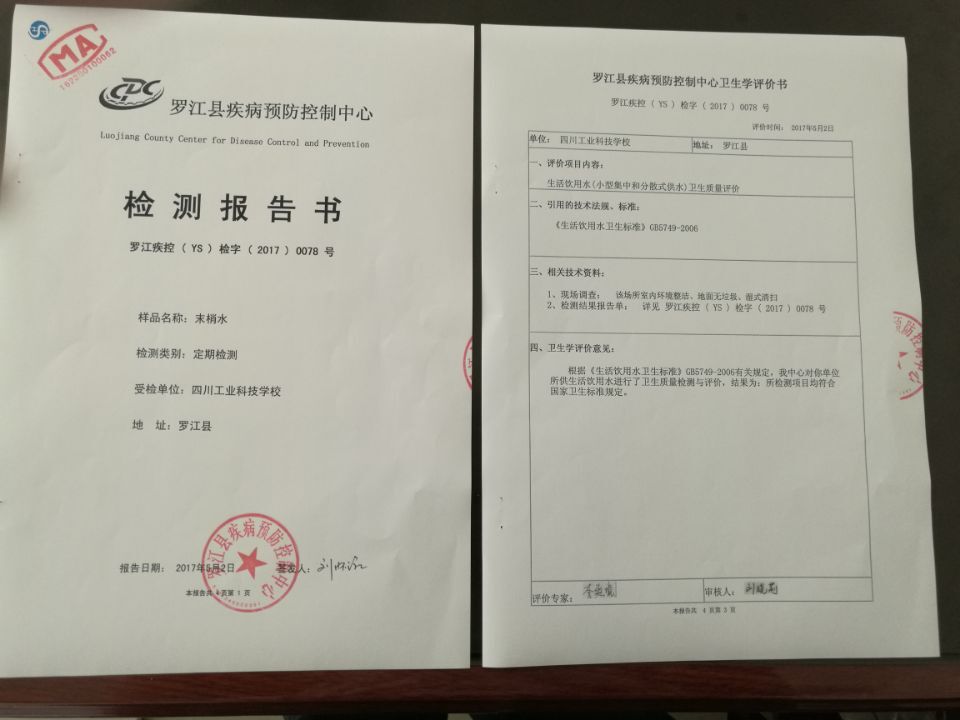 MA
CDC
罗江县疾病预防控制中心
Luojiang County Center for Disease Control and Prevention
检测报告书
罗江疾控（YS）检字（2017）0078 号
样品名称：末梢水
检测类别：定期检测
受检单位：四川工业科技学校
地 址：罗江县
报告日期： 2017年5月2日 签发人：
罗江县疾病预防控制中心
本报告共 4 页第 1 页
罗江县疾病预防控制中心卫生学评价书
罗江疾控（YS）检字（2017）0078 号
评价时间： 2017年5月2日
单位： 四川工业科技学校 地址： 罗江县
一、评价项目内容：
生活饮用水(小型集中和分散式供水)卫生质量评价
二、引用的技术法规、标准：
《生活饮用水卫生标准》GB5749-2006
三、相关技术资料：
1、现场调查： 该场所室内环境整洁、地面无垃圾、湿式清扫
2、检测结果报告单： 详见 罗江疾控（YS）检字（2017）0078 号
四、卫生学评价意见：
根据《生活饮用水卫生标准》GB5749-2006有关规定，我中心对你单位
所供生活饮用水进行了卫生质量检测与评价，结果为：所检测项目均符合
国家卫生标准规定。
评价专家： 审核人：
本报告共 4 页第 3 页